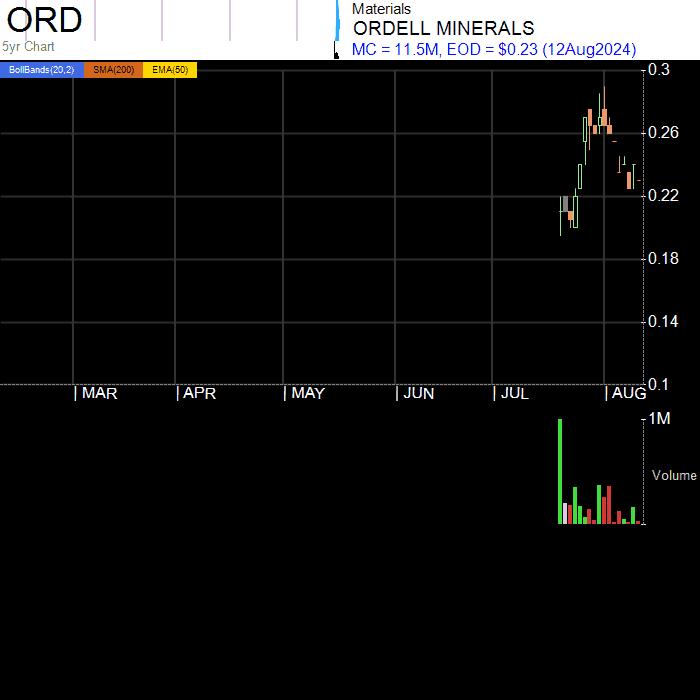 ORD
5yr Chart
Materials
ORDELL MINERALS
MC = 11.5M, EOD = $0.23 (12Aug2024)
BollBands(20,2) SMA(200) EMA(50)
0.3
0.26
0.22
0.18
0.14
0.1
| MAR | APR | MAY | JUN | JUL | AUG
1M
Volume